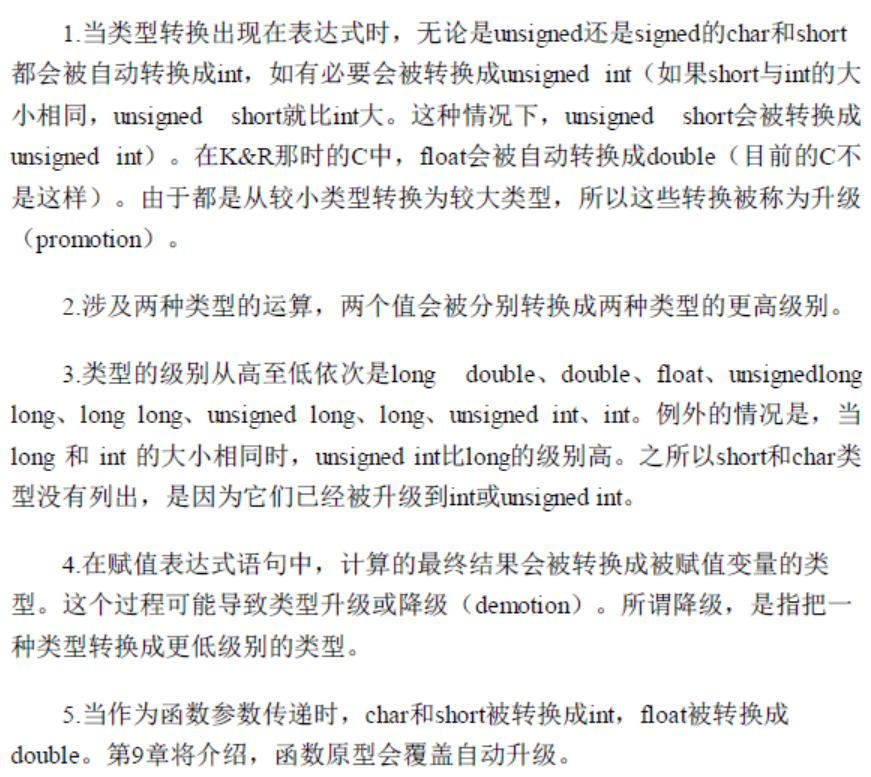 1.当类型转换出现在表达式时，无论是unsigned还是signed的char和short
都会被自动转换成int，如有必要会被转换成unsigned int（如果short与int的大
小相同，unsigned short就比int大。这种情况下，unsigned short会被转换成
unsigned int）。在K&R那时的C中，float会被自动转换成double（目前的C不
是这样）。由于都是从较小类型转换为较大类型，所以这些转换被称为升级
（promotion）。
2.涉及两种类型的运算，两个值会被分别转换成两种类型的更高级别。
3.类型的级别从高至低依次是long double、double、float、unsignedlong
long、long long、unsigned long、long、unsigned int、int。例外的情况是，当
long 和 int 的大小相同时，unsigned int比long的级别高。之所以short和char类
型没有列出，是因为它们已经被升级到int或unsigned int。
4.在赋值表达式语句中，计算的最终结果会被转换成被赋值变量的类
型。这个过程可能导致类型升级或降级（demotion）。所谓降级，是指把一
种类型转换成更低级别的类型。
5.当作为函数参数传递时，char和short被转换成int，float被转换成
double。第9章将介绍，函数原型会覆盖自动升级。